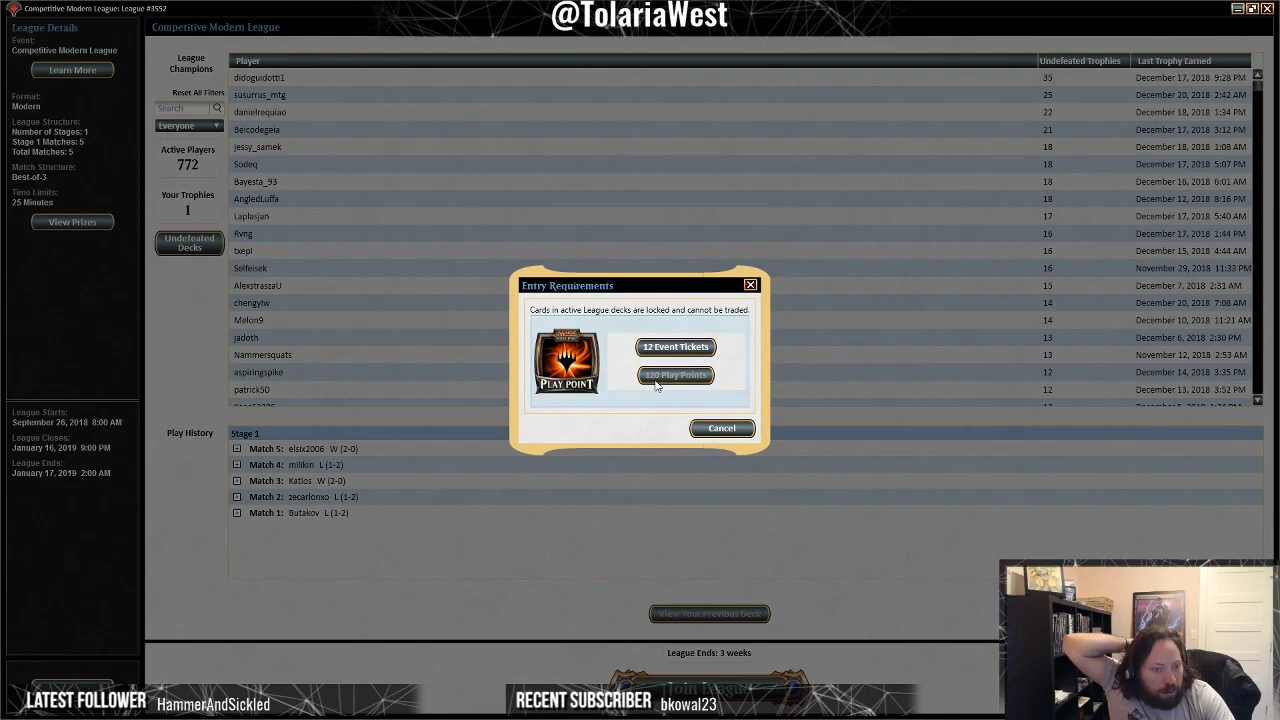 Competitive Modern League: League #3552
@TolariaWest
League Details
Event:
Competitive Modern League
Learn More
Format:
Modern
League Structure:
Number of Stages: 1
Stage 1 Matches: 5
Total Matches: 5
Match Structure:
Best-of-3
Time Limits:
25 Minutes
View Prizes
League Starts:
September 26, 2018 8:00 AM
League Closes:
January 16, 2019 9:00 PM
League Ends:
January 17, 2019 2:00 AM
Competitive Modern League
League
Champions
Reset All Filters
Search
Everyone
Active Players
772
Your Trophies
1
Undefeated
Decks
Player Undefeated Trophies Last Trophy Earned
didoguidotti1 35 December 17, 2018 9:28 PM
susurrus_mtg 25 December 20, 2018 2:42 AM
danielrequiao 22 December 18, 2018 1:34 PM
Beicodegeia 21 December 17, 2018 3:12 PM
Jessy_samek 18 December 18, 2018 1:08 AM
Sodeq 18 December 17, 2018 5:07 PM
Bayesta_93 18 December 16, 2018 6:01 AM
AngledLuffa 18 December 12, 2018 8:16 PM
Laplasjan 17 December 17, 2018 5:40 AM
Rvng 16 December 17, 2018 1:44 PM
txepi 16 December 15, 2018 4:44 AM
Selfeisek 16 November 29, 2018 11:33 PM
AlexstraszaU 15 December 7, 2018 2:31 AM
chengyiw 14 December 20, 2018 7:08 AM
Melon9 14 December 10, 2018 11:21 AM
jadoth 13 December 6, 2018 2:30 PM
Nammersquats 13 November 12, 2018 2:53 AM
aspiringspike 12 December 14, 2018 3:35 PM
patrick50 12 December 13, 2018 3:52 PM
Entry Requirements
Cards in active League decks are locked and cannot be traded.
PLAY POINT
12 Event Tickets
120 Play Points
Cancel
Play History
Stage 1
Match 5: elsix2006 W (2-0)
Match 4: milikin L (1-2)
Match 3: Katlos W (2-0)
Match 2: zecarlonxo L (1-2)
Match 1: Butakov L (1-2)
View Your Previous Deck
League Ends: 3 weeks
Join League
LATEST FOLLOWER HammerAndSickled
RECENT SUBSCRIBER bkowal23